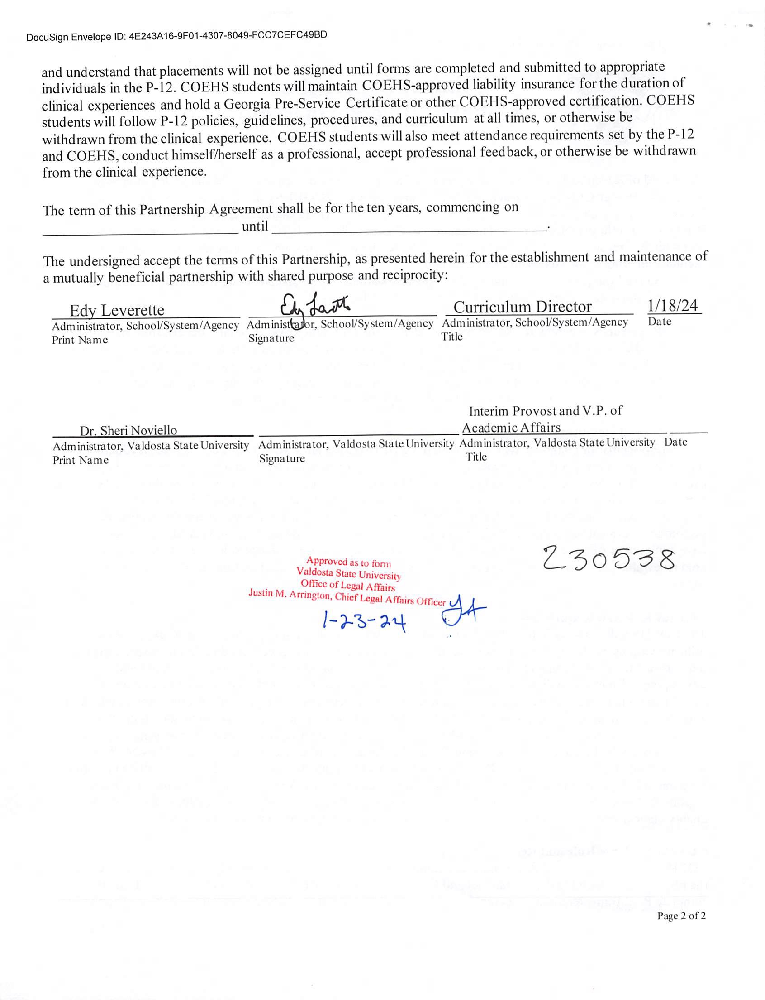 DocuSign Envelope ID: 4E243A16-9F01-4307-8049-FCC7CEFC49BD
and understand that placements will not be assigned until forms are completed and submitted to appropriate
individuals in the P-12. COEHS students will maintain COEHS-approved liability insurance for the duration of
clinical experiences and hold a Georgia Pre-Service Certificate or other COEHS-approved certification. COEHS
students will follow P-12 policies, guidelines, procedures, and curriculum at all times, or otherwise be
withdrawn from the clinical experience. COEHS students will also meet attendance requirements set by the P-12
and COEHS, conduct himself/herself as a professional, accept professional feedback, or otherwise be withdrawn
from the clinical experience.
The term of this Partnership Agreement shall be for the ten years, commencing on
until .
The undersigned accept the terms of this Partnership, as presented herein for the establishment and maintenance of
a mutually beneficial partnership with shared purpose and reciprocity:
Edy Leverette Curriculum Director 1/18/24
Administrator, School/System/Agency Administrator, School/System/Agency Administrator, School/System/Agency Date
Print Name Signature Title
Interim Provost and V.P. of
Dr. Sheri Noviello Academic Affairs
Administrator, Valdosta State University Administrator, Valdosta State University Administrator, Valdosta State University Date
Print Name Signature Title
230538
Approved as to form
Valdosta State University
Office of Legal Affairs
Justin M. Arrington, Chief Legal Affairs Officer
1-23-24
Page 2 of 2